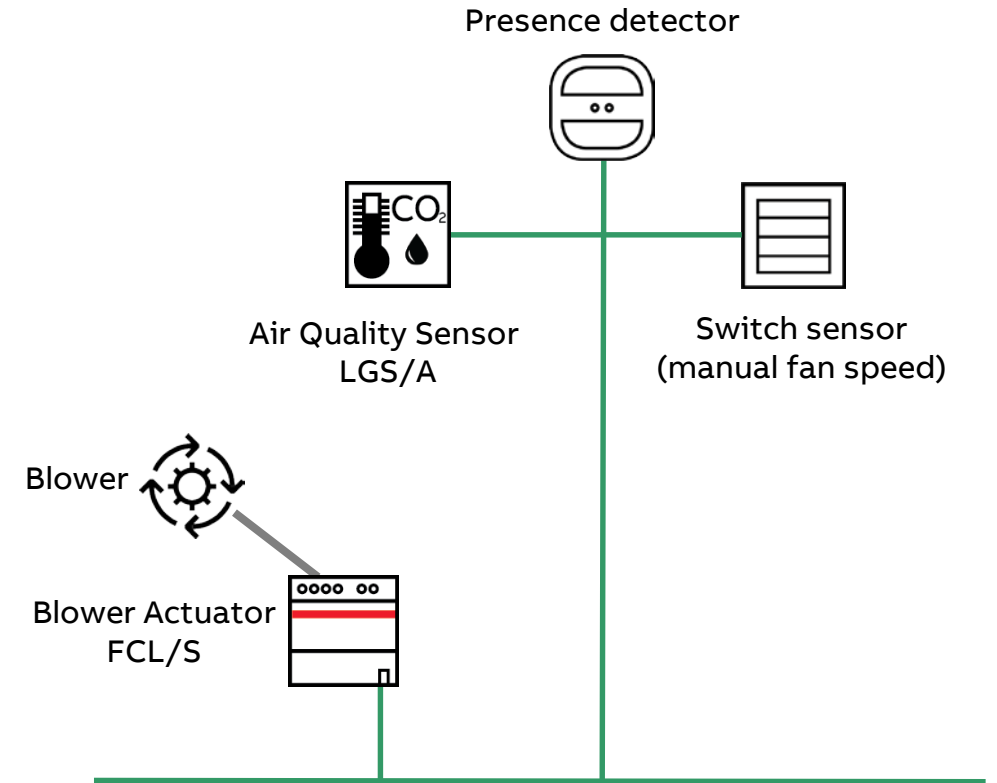 Presence detector
CO₂
Air Quality Sensor
LGS/A
Switch sensor
(manual fan speed)
Blower
Blower Actuator
FCL/S